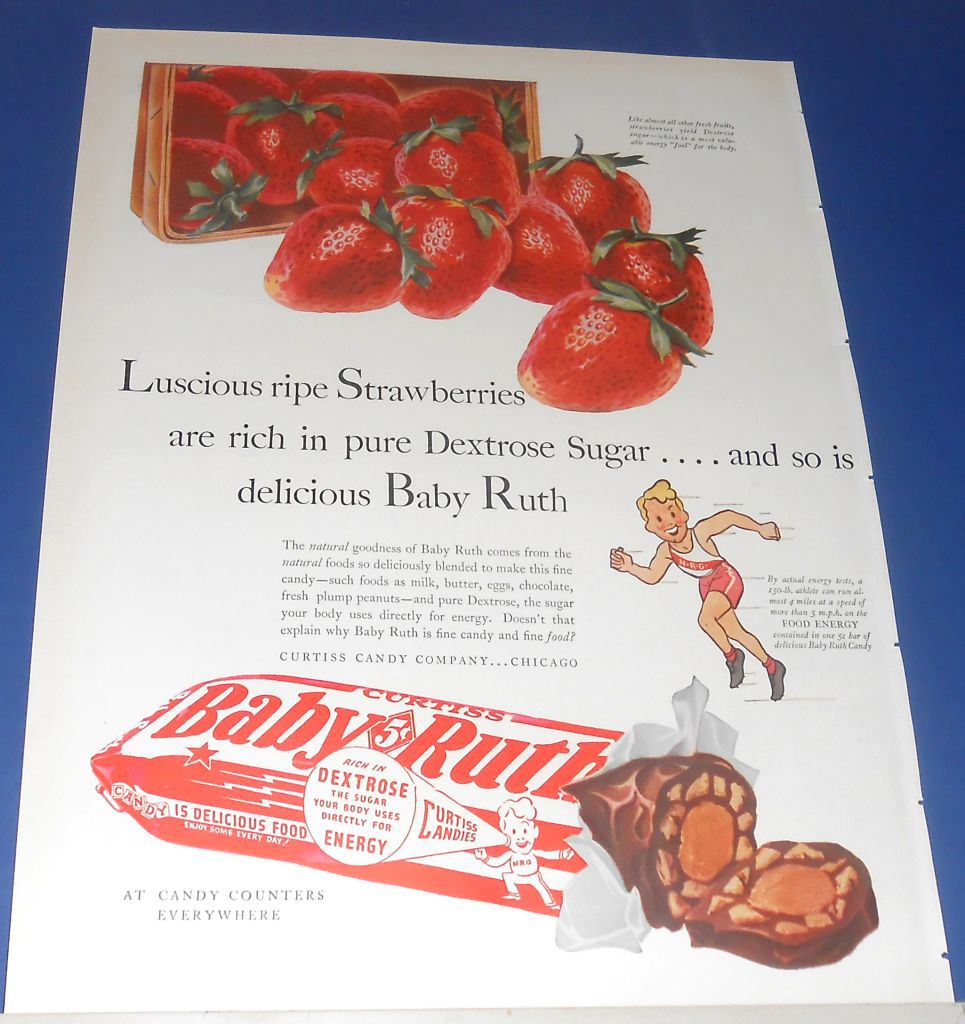 Like almost all other fresh fruits,
strawberries yield Dextrose
sugar—which is a most valu-
able energy "fuel" for the body.
Luscious ripe Strawberries
are rich in pure Dextrose Sugar . . . . and so is
delicious Baby Ruth
The natural goodness of Baby Ruth comes from the
natural foods so deliciously blended to make this fine
candy—such foods as milk, butter, eggs, chocolate,
fresh plump peanuts—and pure Dextrose, the sugar
your body uses directly for energy. Doesn't that
explain why Baby Ruth is fine candy and fine food?
CURTISS CANDY COMPANY...CHICAGO
N-R-G-
By actual energy tests, a
150-lb. athlete can run al-
most 4 miles at a speed of
more than 5 m.p.h. on the
FOOD ENERGY
contained in one 5c bar of
delicious Baby Ruth Candy
CURTISS
Baby 5¢ Ruth
RICH IN
DEXTROSE
THE SUGAR
YOUR BODY USES
DIRECTLY FOR
ENERGY
CURTISS
CANDIES
CANDY IS DELICIOUS FOOD
ENJOY SOME EVERY DAY!
NRG
AT CANDY COUNTERS
EVERYWHERE